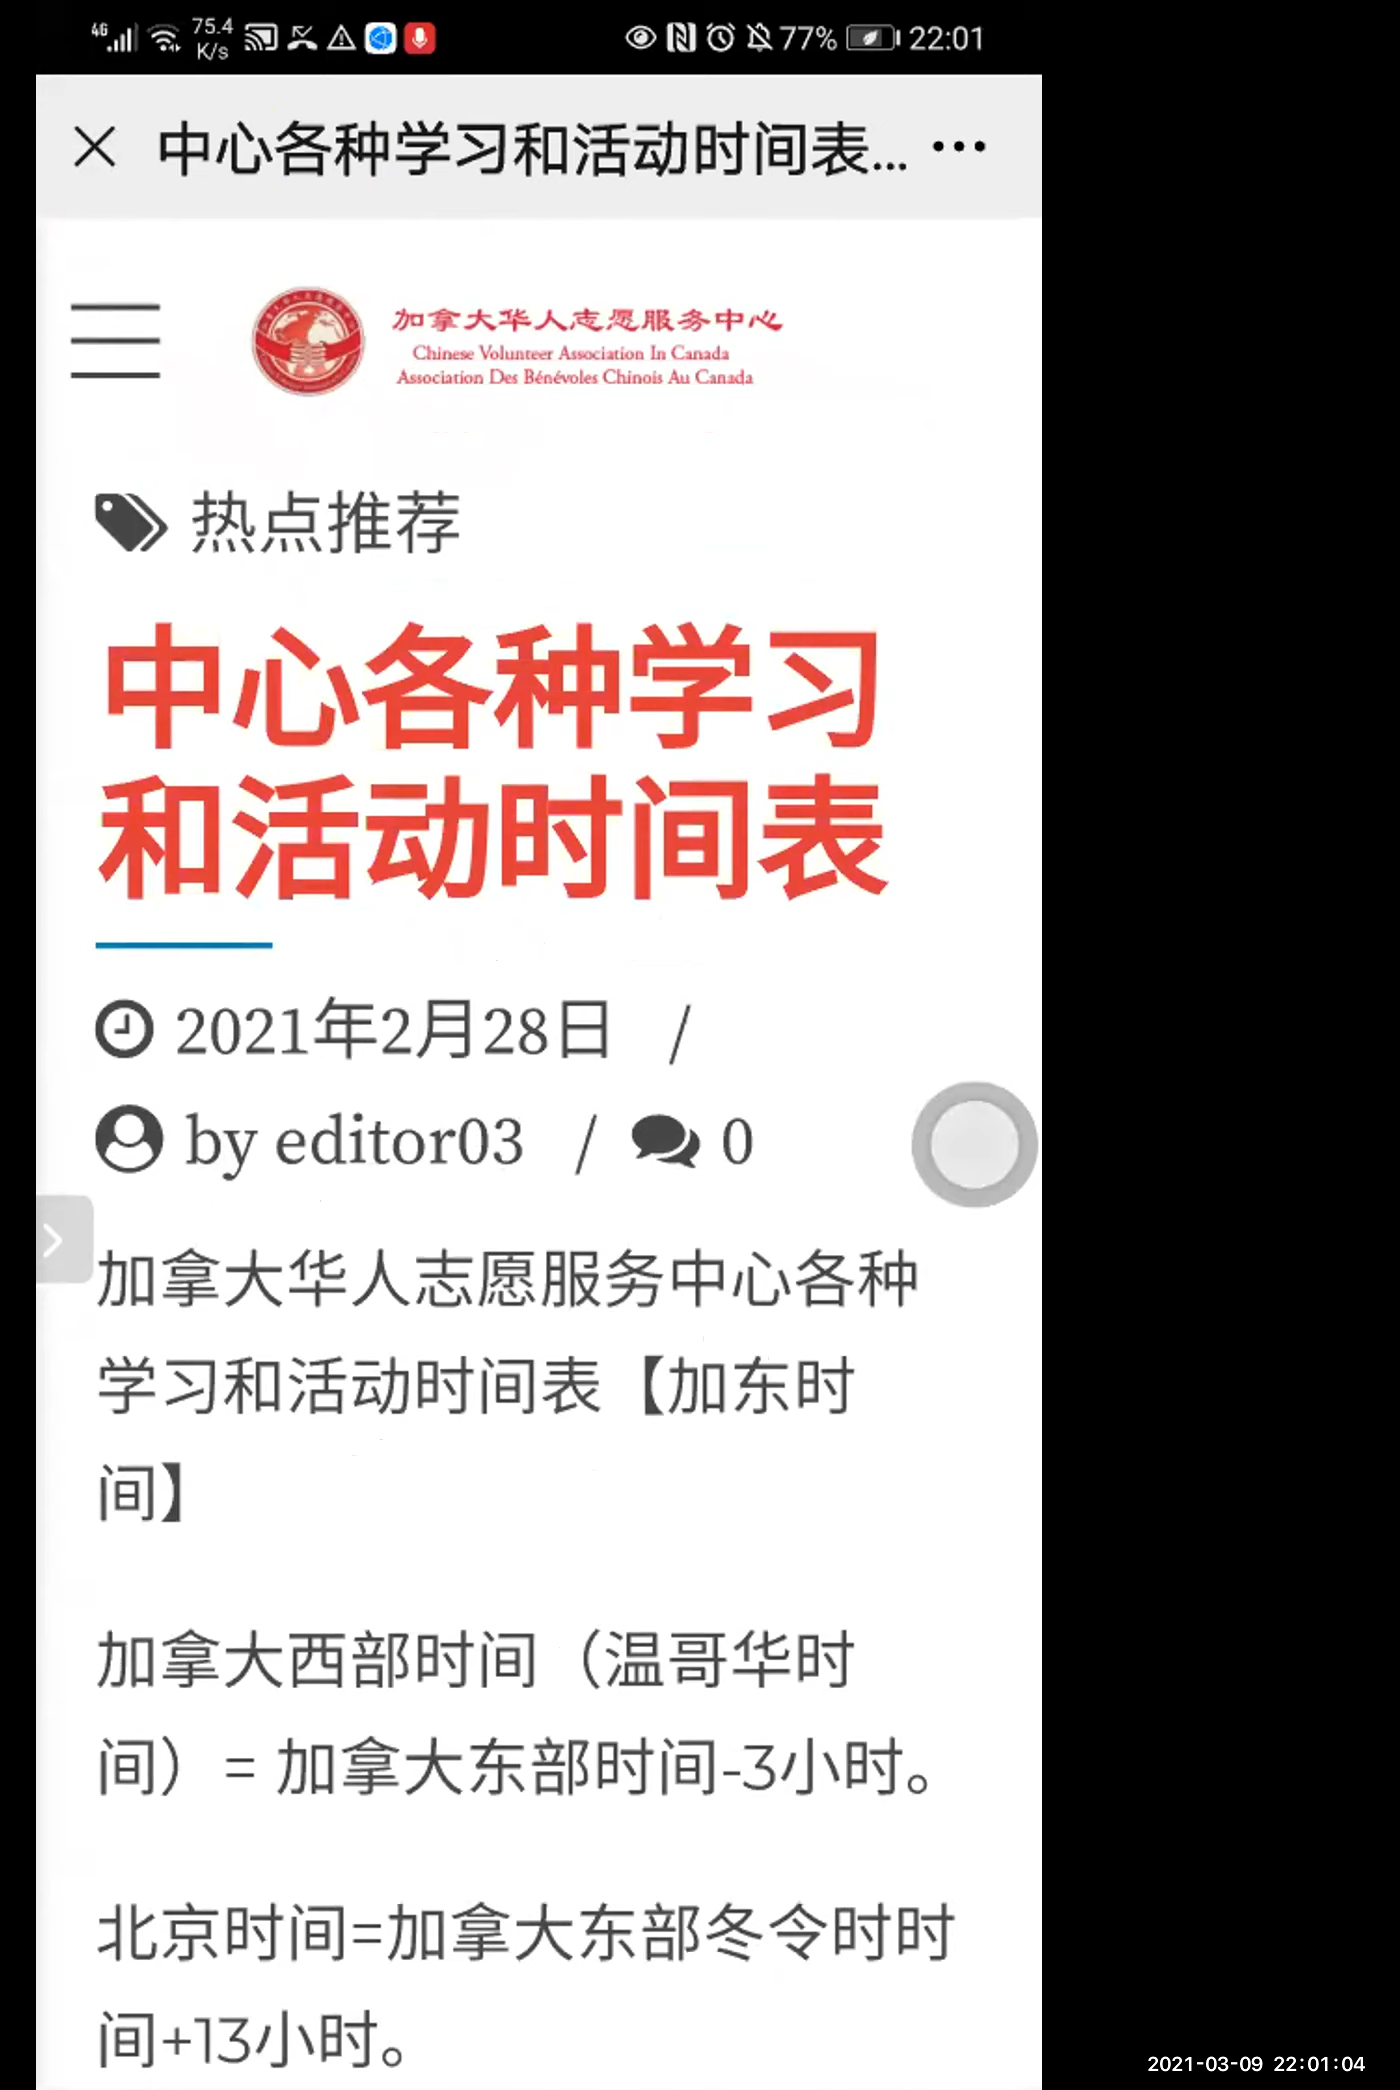 4G 75.4 K/s 77% 22:01
中心各种学习和活动时间表...
加拿大华人志愿服务中心
Chinese Volunteer Association In Canada
Association Des Bénévoles Chinois Au Canada
热点推荐
中心各种学习
和活动时间表
2021年2月28日 /
by editor03 / 0
加拿大华人志愿服务中心各种
学习和活动时间表【加东时
间】
加拿大西部时间（温哥华时
间）= 加拿大东部时间-3小时。
北京时间=加拿大东部冬令时时
间+13小时。
2021-03-09 22:01:04